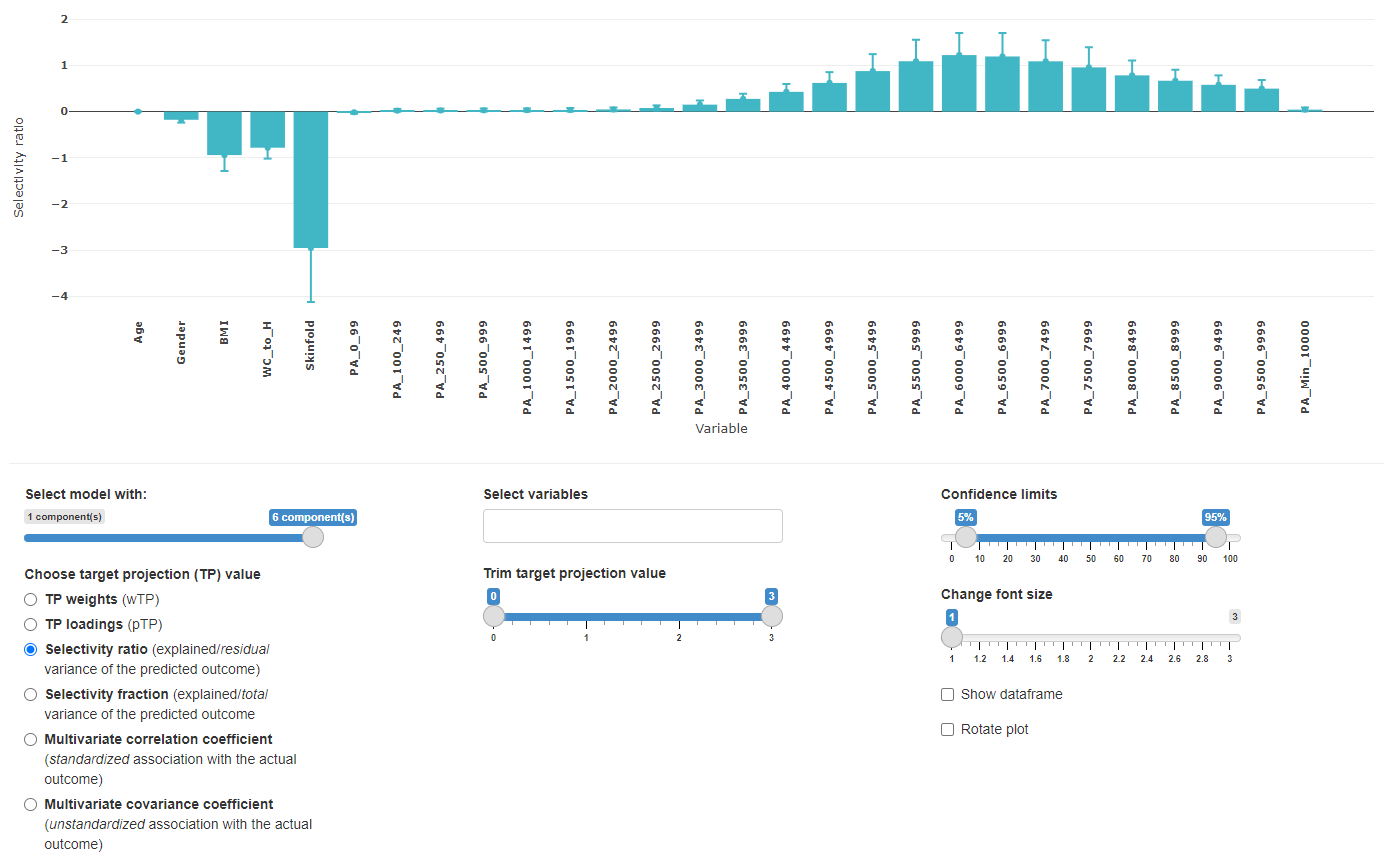 2
1
0
−1
−2
−3
−4
Selectivity ratio
Age
Gender
BMI
WC_to_H
Skinfold
PA_0_99
PA_100_249
PA_250_499
PA_500_999
PA_1000_1499
PA_1500_1999
PA_2000_2499
PA_2500_2999
PA_3000_3499
PA_3500_3999
PA_4000_4499
PA_4500_4999
PA_5000_5499
PA_5500_5999
PA_6000_6499
PA_6500_6999
PA_7000_7499
PA_7500_7999
PA_8000_8499
PA_8500_8999
PA_9000_9499
PA_9500_9999
PA_Min_10000
Variable
Select model with:
1 component(s) 6 component(s)
Choose target projection (TP) value
TP weights (wTP)
TP loadings (pTP)
Selectivity ratio (explained/residual
variance of the predicted outcome)
Selectivity fraction (explained/total
variance of the predicted outcome
Multivariate correlation coefficient
(standardized association with the actual
outcome)
Multivariate covariance coefficient
(unstandardized association with the actual
outcome)
Select variables
Trim target projection value
0 3
0 1 2 3
Confidence limits
5% 95%
0 10 20 30 40 50 60 70 80 90 100
Change font size
1 3
1 1.2 1.4 1.6 1.8 2 2.2 2.4 2.6 2.8 3
Show dataframe
Rotate plot